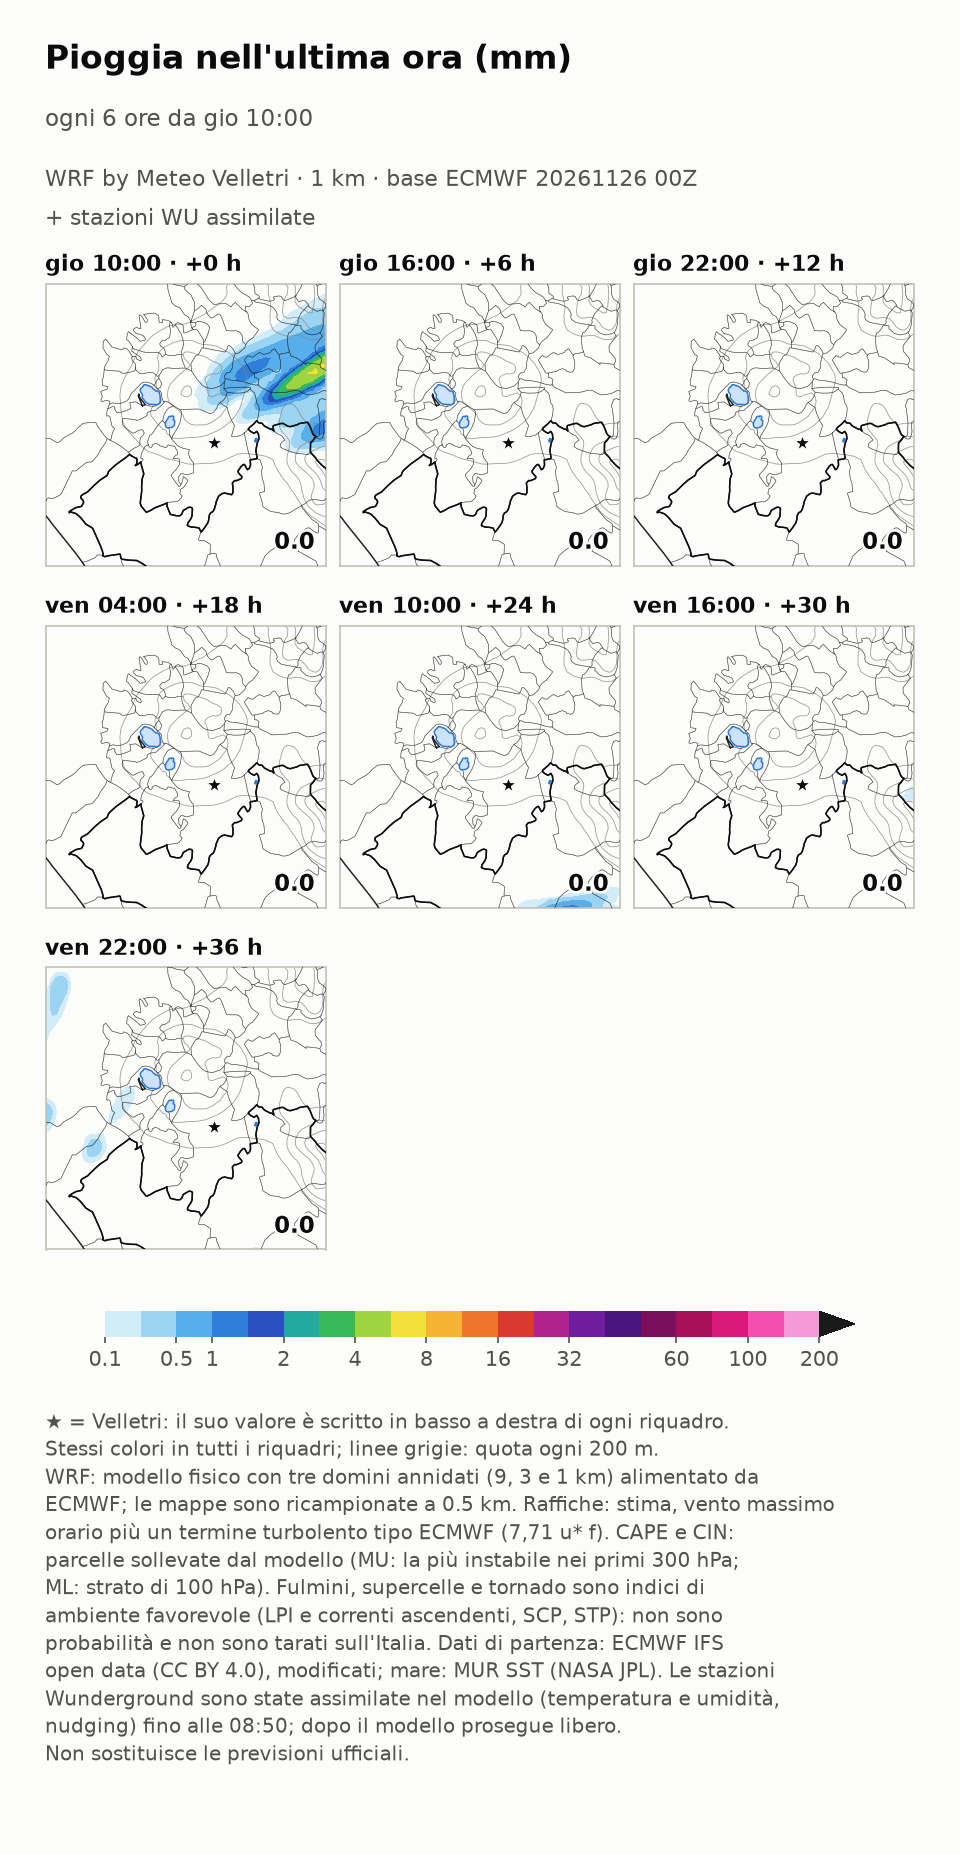 Pioggia nell'ultima ora (mm)
ogni 6 ore da gio 10:00
WRF by Meteo Velletri · 1 km · base ECMWF 20261126 00Z
+ stazioni WU assimilate
gio 10:00 · +0 h
gio 16:00 · +6 h
gio 22:00 · +12 h
0.0
0.0
0.0
ven 04:00 · +18 h
ven 10:00 · +24 h
ven 16:00 · +30 h
0.0
0.0
0.0
ven 22:00 · +36 h
0.0
0.1 0.5 1 2 4 8 16 32 60 100 200
★ = Velletri: il suo valore è scritto in basso a destra di ogni riquadro.
Stessi colori in tutti i riquadri; linee grigie: quota ogni 200 m.
WRF: modello fisico con tre domini annidati (9, 3 e 1 km) alimentato da
ECMWF; le mappe sono ricampionate a 0.5 km. Raffiche: stima, vento massimo
orario più un termine turbolento tipo ECMWF (7,71 u* f). CAPE e CIN:
parcelle sollevate dal modello (MU: la più instabile nei primi 300 hPa;
ML: strato di 100 hPa). Fulmini, supercelle e tornado sono indici di
ambiente favorevole (LPI e correnti ascendenti, SCP, STP): non sono
probabilità e non sono tarati sull'Italia. Dati di partenza: ECMWF IFS
open data (CC BY 4.0), modificati; mare: MUR SST (NASA JPL). Le stazioni
Wunderground sono state assimilate nel modello (temperatura e umidità,
nudging) fino alle 08:50; dopo il modello prosegue libero.
Non sostituisce le previsioni ufficiali.